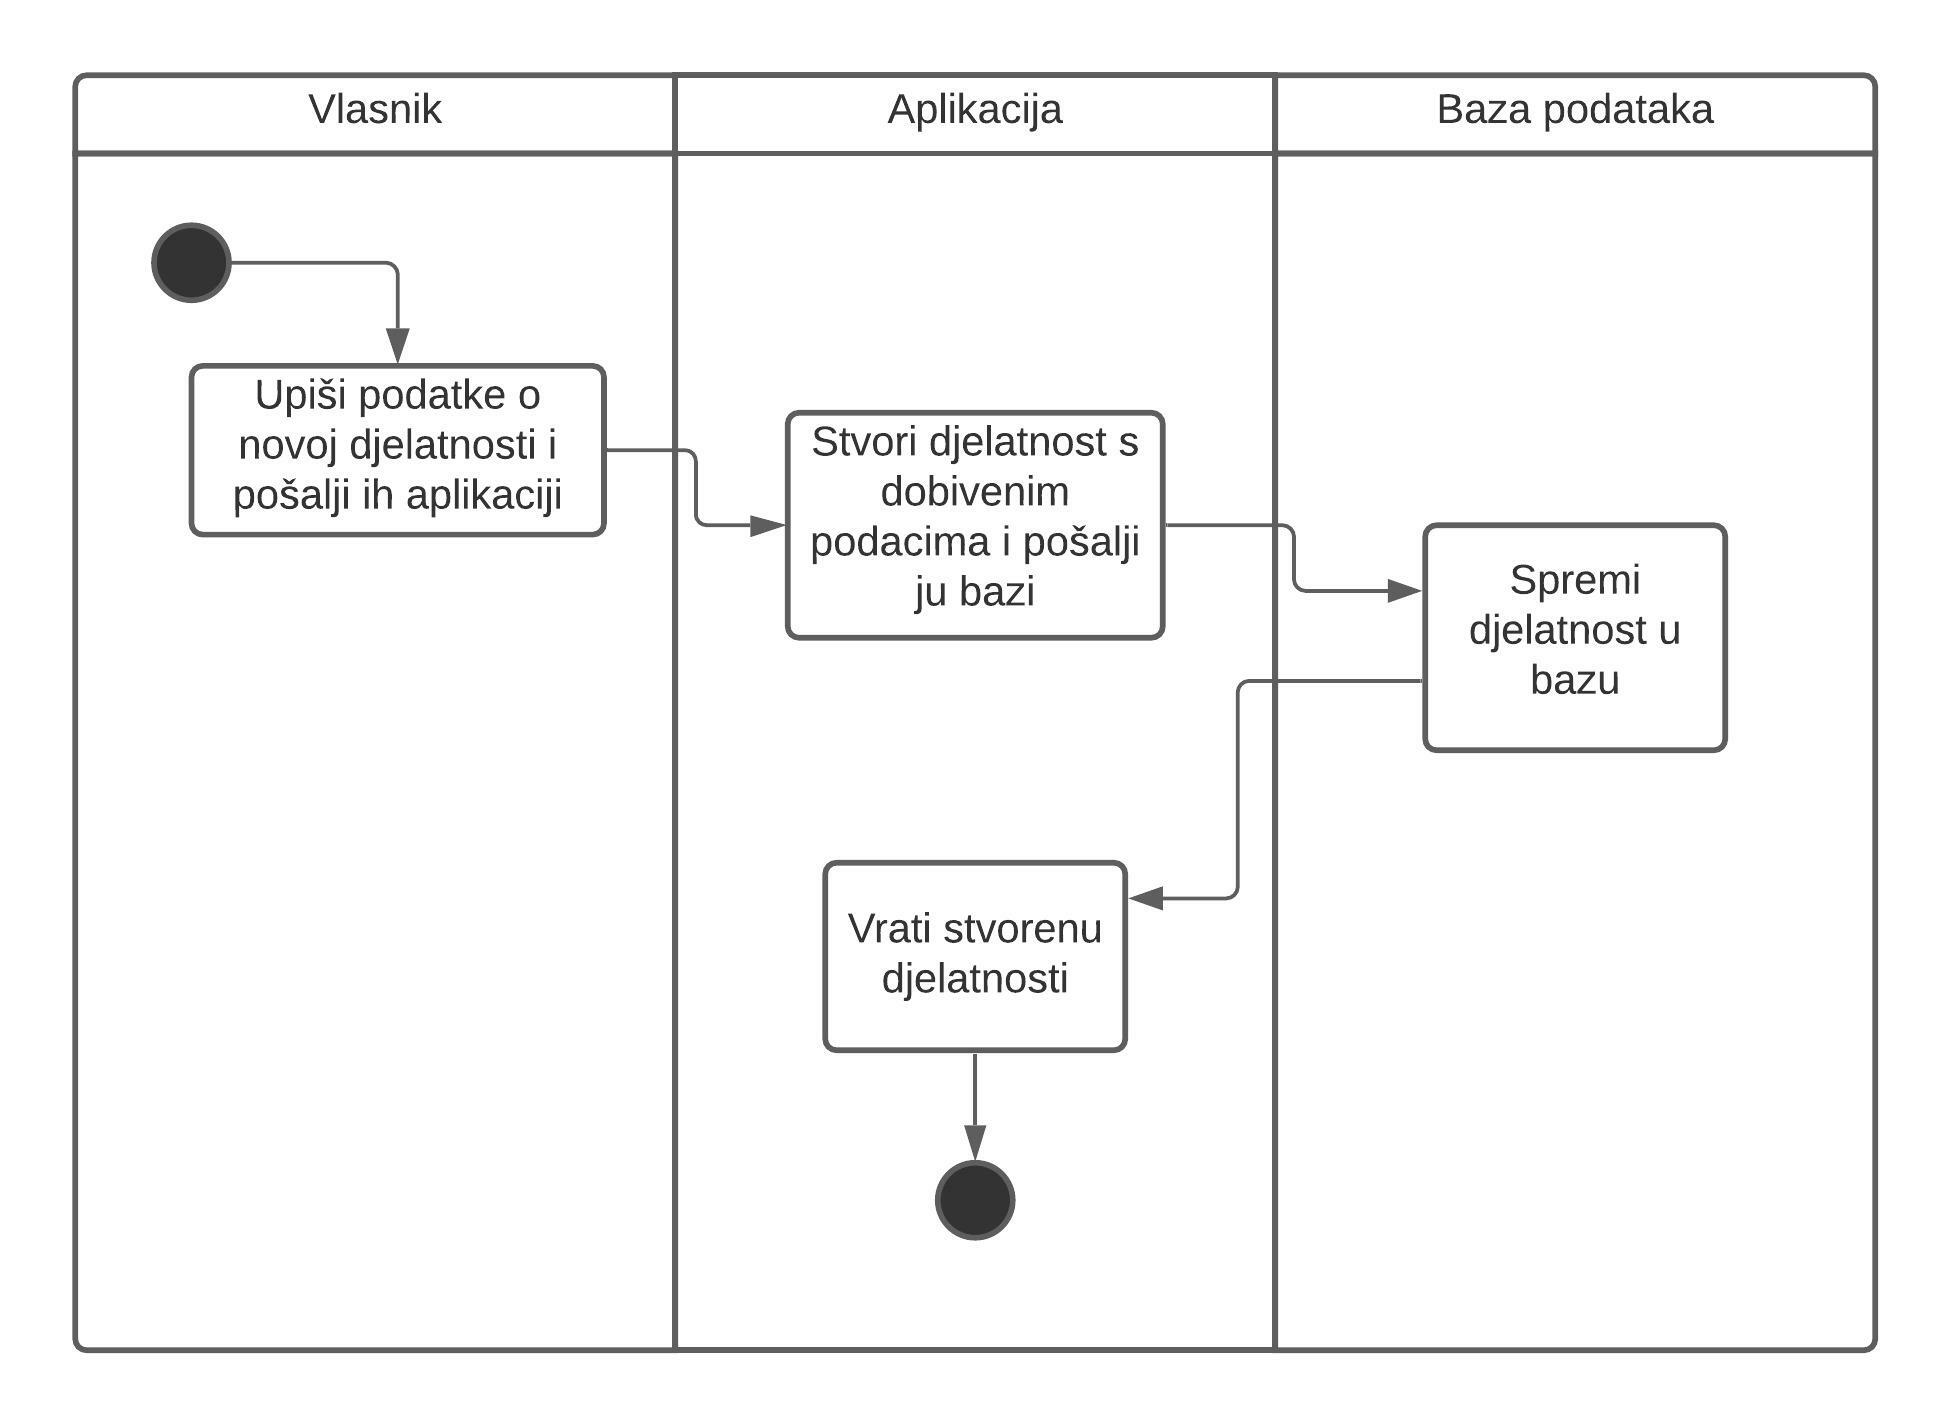 Vlasnik
Aplikacija
Baza podataka
Upiši podatke o
novoj djelatnosti i
pošalji ih aplikaciji
Stvori djelatnost s
dobivenim
podacima i pošalji
ju bazi
Spremi
djelatnost u
bazu
Vrati stvorenu
djelatnosti